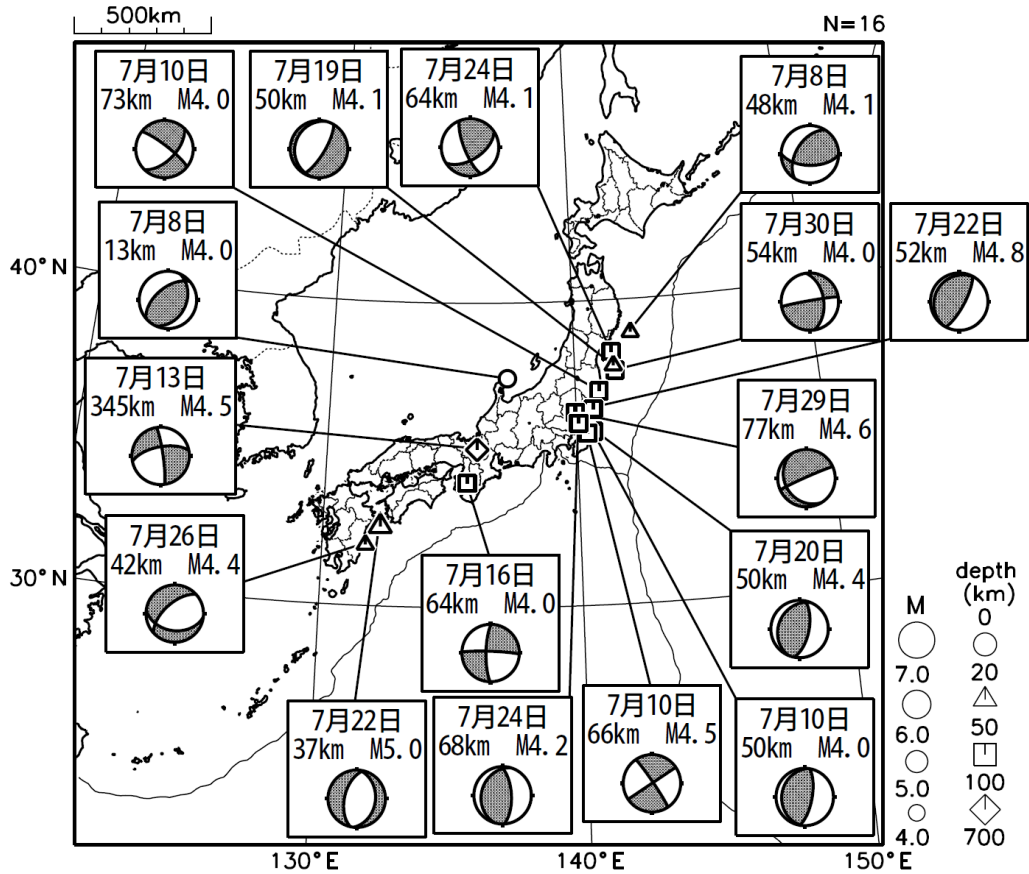 500km
N=16
7月10日
73km M4.0
7月19日
50km M4.1
7月24日
64km M4.1
7月8日
48km M4.1
7月8日
13km M4.0
7月30日
54km M4.0
7月22日
52km M4.8
40°N
7月13日
345km M4.5
7月29日
77km M4.6
7月26日
42km M4.4
7月20日
50km M4.4
30°N
7月16日
64km M4.0
7月22日
37km M5.0
7月24日
68km M4.2
7月10日
66km M4.5
7月10日
50km M4.0
130°E
140°E
150°E
M
7.0
6.0
5.0
4.0
depth
(km)
0
20
50
100
700